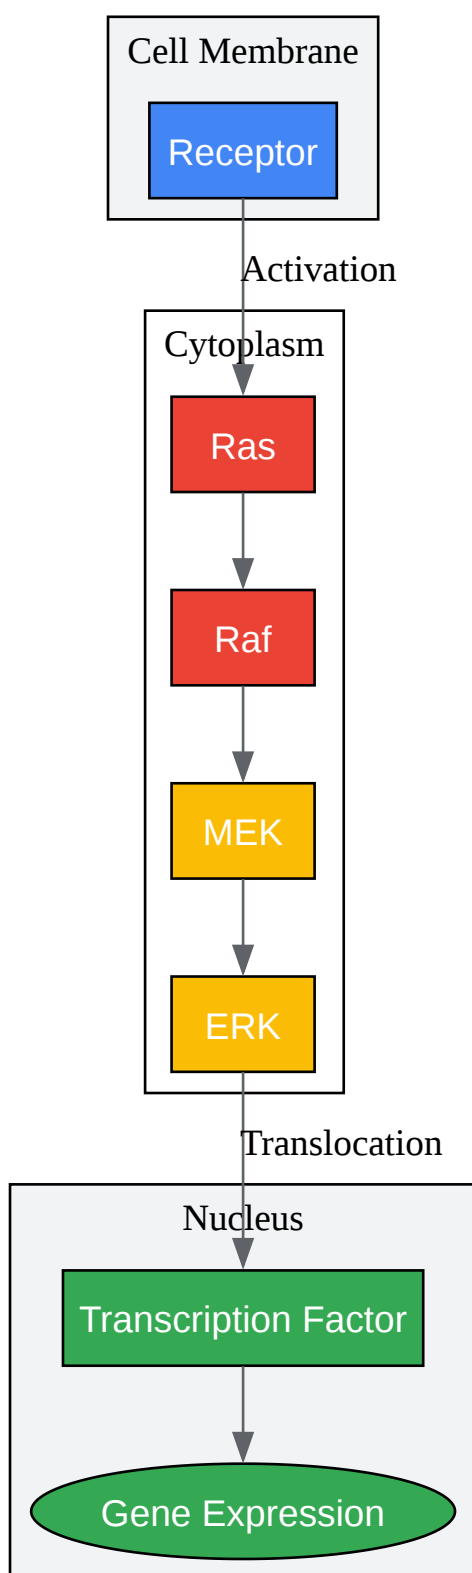 Cell Membrane
Receptor
Activation
Cytoplasm
Ras
Raf
MEK
ERK
Translocation
Nucleus
Transcription Factor
Gene Expression